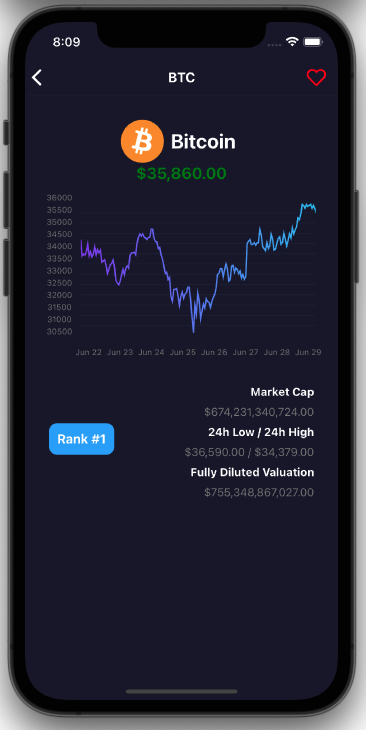 8:09
BTC
Bitcoin
$35,860.00
36000
35500
35000
34500
34000
33500
33000
32500
32000
31500
31000
30500
Jun 22 Jun 23 Jun 24 Jun 25 Jun 26 Jun 27 Jun 28 Jun 29
Rank #1
Market Cap
$674,231,340,724.00
24h Low / 24h High
$36,590.00 / $34,379.00
Fully Diluted Valuation
$755,348,867,027.00